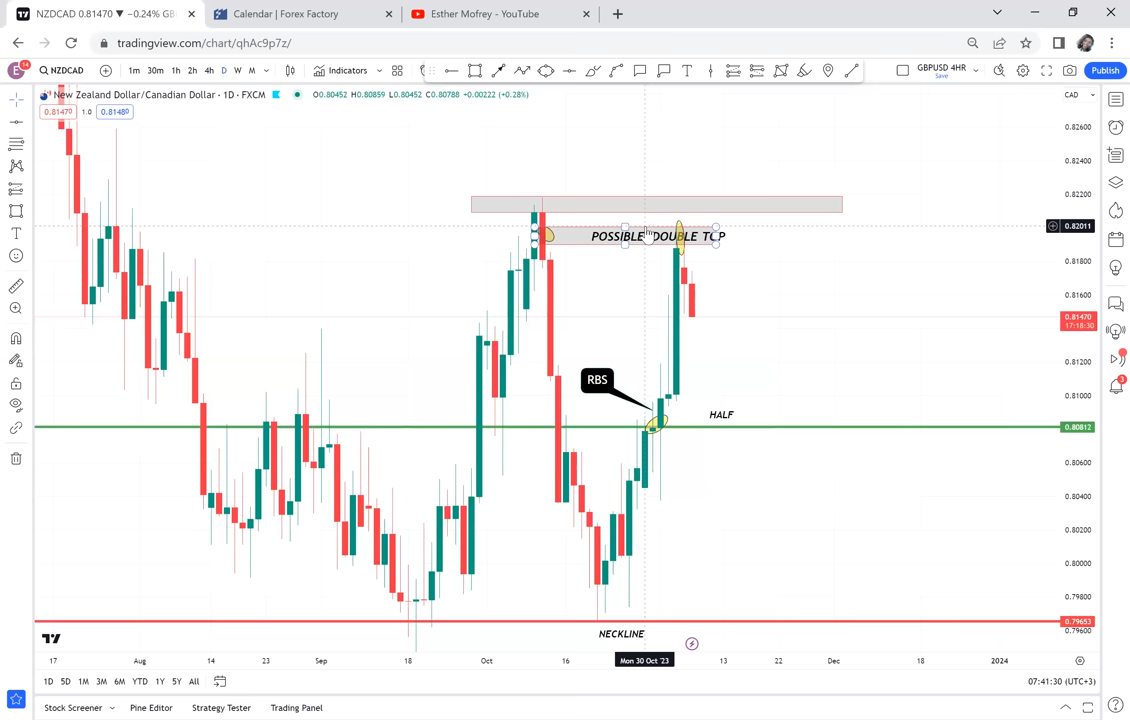 NZDCAD 0.81470 ▼ −0.24% GB
Calendar | Forex Factory
Esther Mofrey - YouTube
tradingview.com/chart/qhAc9p7z/
E 14
NZDCAD
1m 30m 1h 2h 4h D W M
Indicators
GBPUSD 4HR
Save
Publish
New Zealand Dollar/Canadian Dollar · 1D · FXCM
O0.80452 H0.80859 L0.80452 C0.80788 +0.00222 (+0.28%)
CAD
0.81470 1.0 0.81480
0.82600
0.82400
0.82200
0.82011
POSSIBLE DOUBLE TOP
0.81800
0.81600
0.81470
17:18:30
0.81200
RBS
0.81000
HALF
0.80812
0.80600
0.80400
0.80200
0.80000
0.79800
0.79653
0.79600
NECKLINE
17 Aug 14 23 Sep 18 Oct 16 Mon 30 Oct '23 13 22 Dec 18 2024
1D 5D 1M 3M 6M YTD 1Y 5Y All
07:41:30 (UTC+3)
Stock Screener Pine Editor Strategy Tester Trading Panel
3